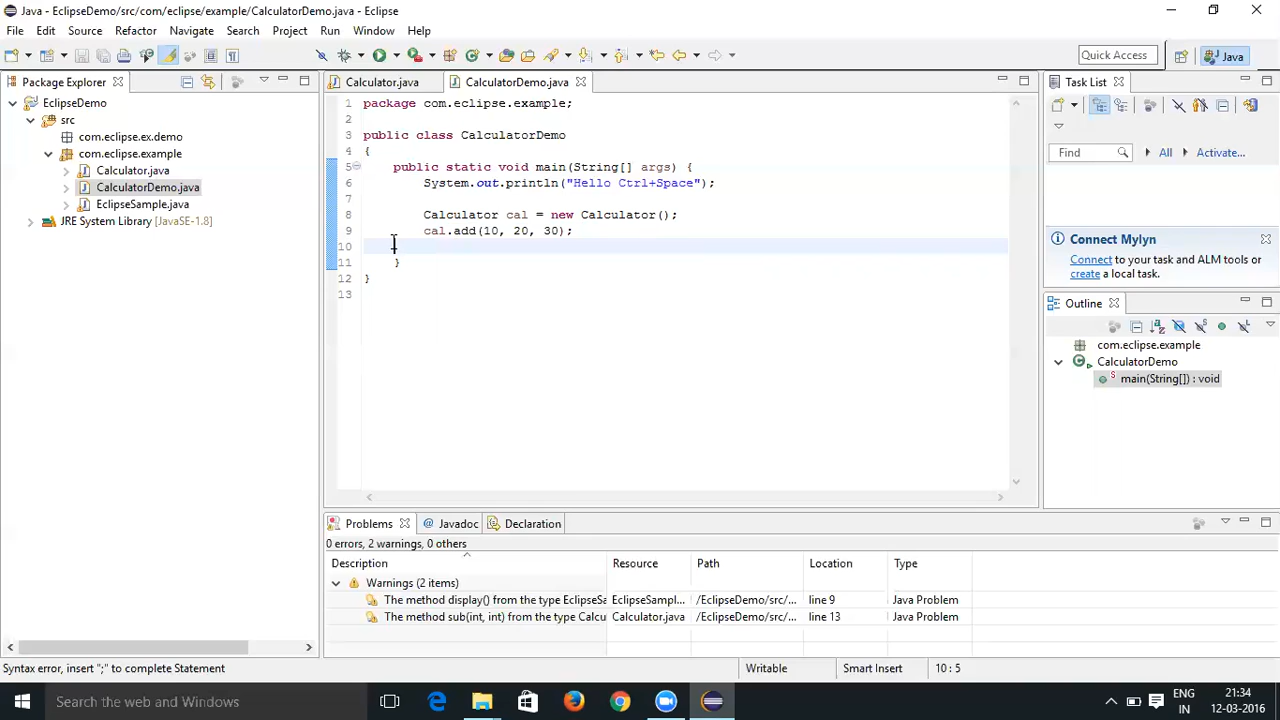 Java - EclipseDemo/src/com/eclipse/example/CalculatorDemo.java - Eclipse
File Edit Source Refactor Navigate Search Project Run Window Help
Quick Access
Java
Package Explorer
EclipseDemo
src
com.eclipse.ex.demo
com.eclipse.example
Calculator.java
CalculatorDemo.java
EclipseSample.java
JRE System Library [JavaSE-1.8]
Calculator.java
CalculatorDemo.java
1 package com.eclipse.example;
2
3 public class CalculatorDemo
4 {
5 public static void main(String[] args) {
6 System.out.println("Hello Ctrl+Space");
7
8 Calculator cal = new Calculator();
9 cal.add(10, 20, 30);
10
11 }
12 }
13
Task List
Find
All
Activate...
Connect Mylyn
Connect to your task and ALM tools or
create a local task.
Outline
com.eclipse.example
CalculatorDemo
main(String[]) : void
Problems
@ Javadoc
Declaration
0 errors, 2 warnings, 0 others
Description Resource Path Location Type
Warnings (2 items)
The method display() from the type EclipseSa EclipseSampl... /EclipseDemo/src/... line 9 Java Problem
The method sub(int, int) from the type Calcu Calculator.java /EclipseDemo/src/... line 13 Java Problem
Syntax error, insert ";" to complete Statement
Writable
Smart Insert
10 : 5
Search the web and Windows
ENG
IN
21:34
12-03-2016